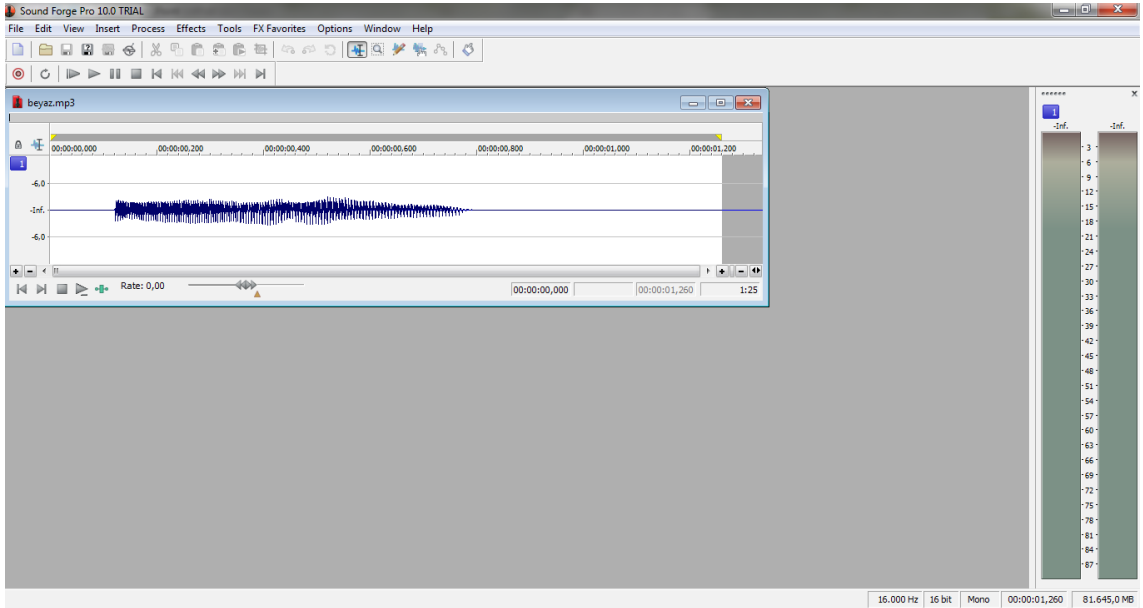 Sound Forge Pro 10.0 TRIAL
File Edit View Insert Process Effects Tools FX Favorites Options Window Help
beyaz.mp3
00:00:00,000 00:00:00,200 00:00:00,400 00:00:00,600 00:00:00,800 00:00:01,000 00:00:01,200
1
-6,0
-Inf.
-6,0
Rate: 0,00
00:00:00,000 00:00:01,260 1:25
1
-Inf. -Inf.
- 3 -
- 6 -
- 9 -
- 12 -
- 15 -
- 18 -
- 21 -
- 24 -
- 27 -
- 30 -
- 33 -
- 36 -
- 39 -
- 42 -
- 45 -
- 48 -
- 51 -
- 54 -
- 57 -
- 60 -
- 63 -
- 66 -
- 69 -
- 72 -
- 75 -
- 78 -
- 81 -
- 84 -
- 87 -
16.000 Hz 16 bit Mono 00:00:01,260 81.645,0 MB